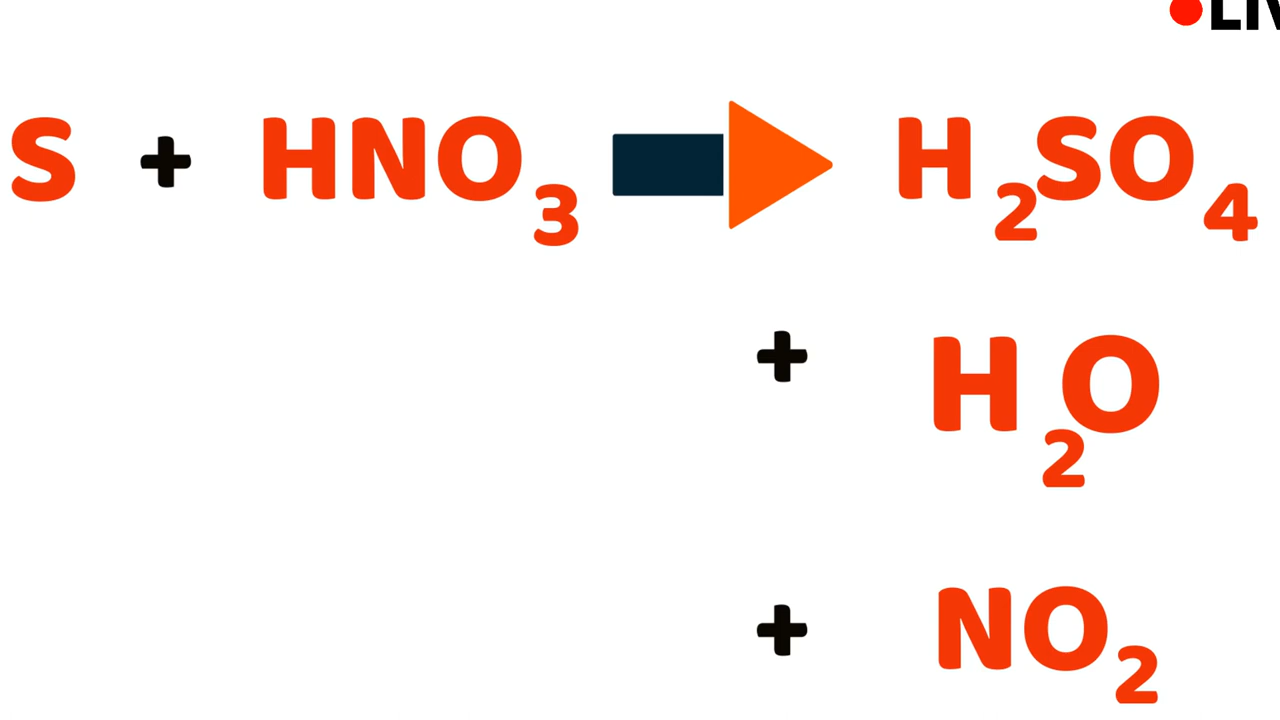 S + HNO₃ H₂SO₄
+ H₂O
+ NO₂